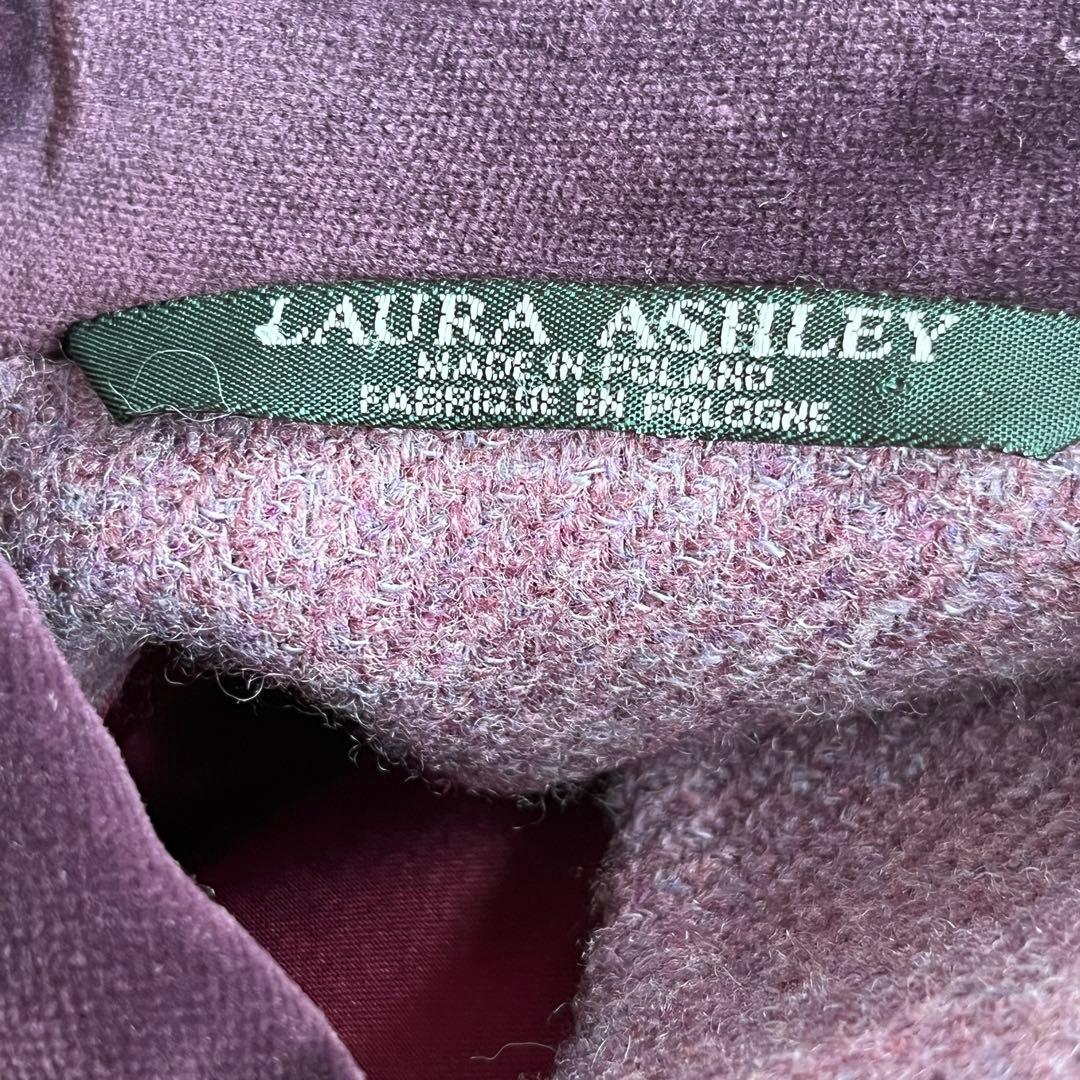 LAURA ASHLEY
MADE IN POLAND
FABRIQUE EN POLOGNE